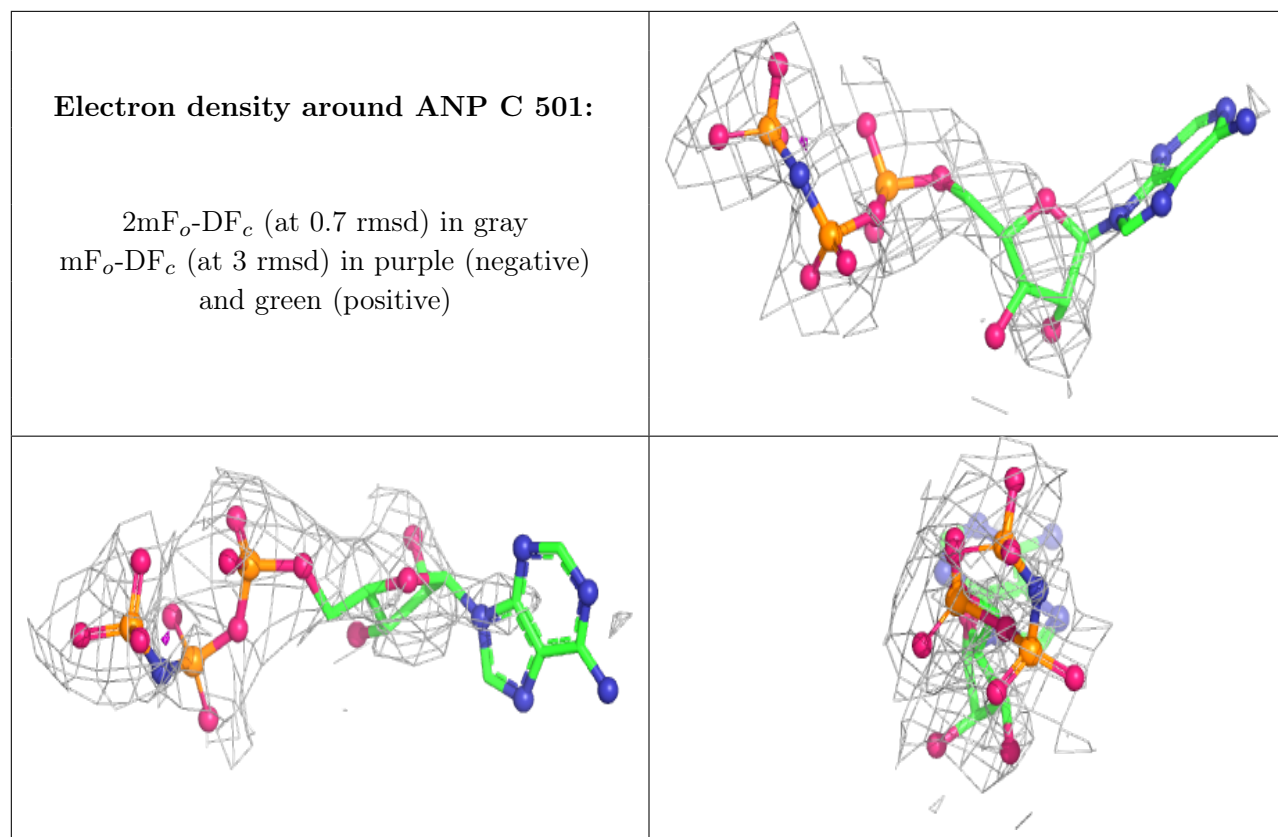 Electron density around ANP C 501:
2mFo-DFc (at 0.7 rmsd) in gray
mFo-DFc (at 3 rmsd) in purple (negative)
and green (positive)